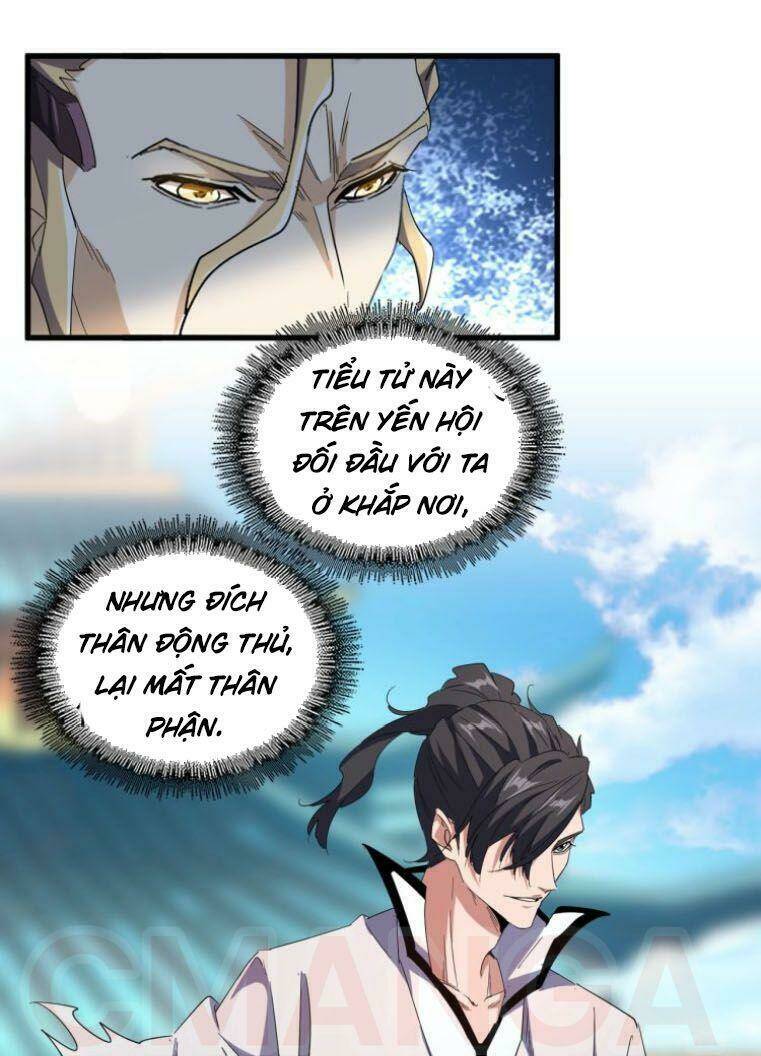 TIỂU TỬ NÀY
TRÊN YẾN HỘI
ĐỐI ĐẦU VỚI TA
Ở KHẮP NƠI,
NHƯNG ĐÍCH
THÂN ĐỘNG THỦ,
LẠI MẤT THÂN
PHẬN.
CMANGA